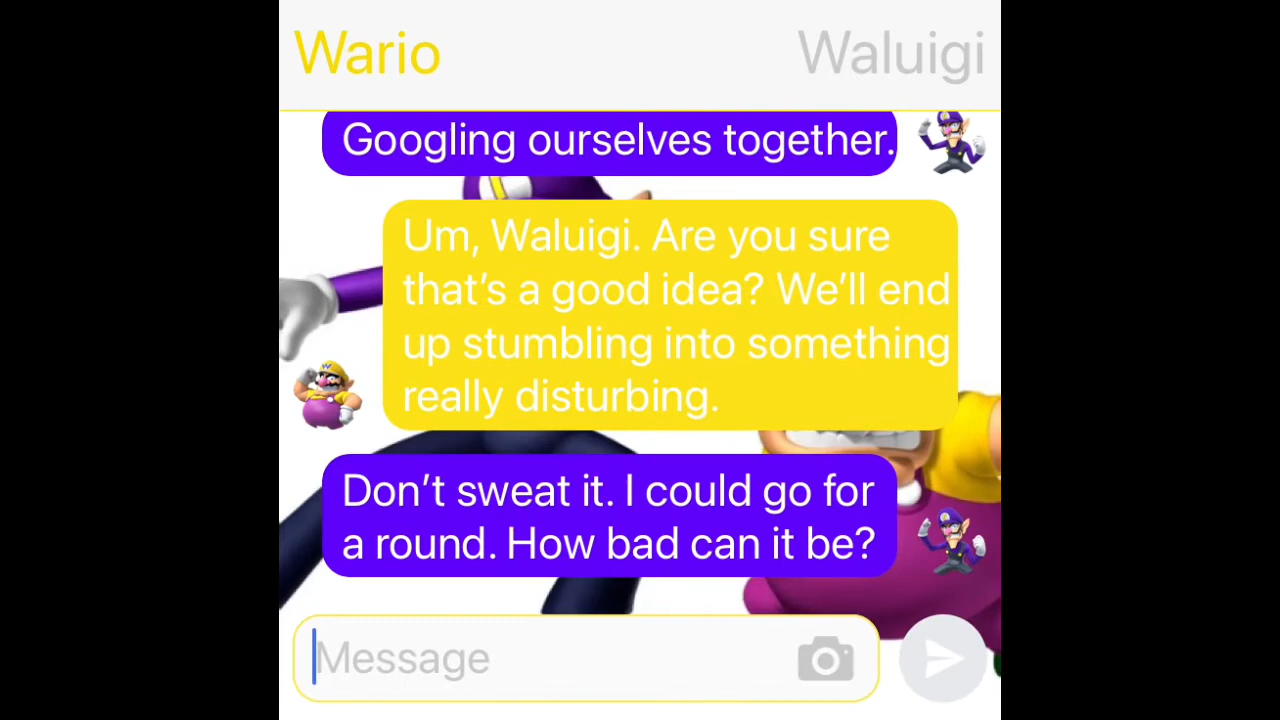 Wario
Waluigi
Googling ourselves together.
Um, Waluigi. Are you sure
that’s a good idea? We’ll end
up stumbling into something
really disturbing.
Don’t sweat it. I could go for
a round. How bad can it be?
Message